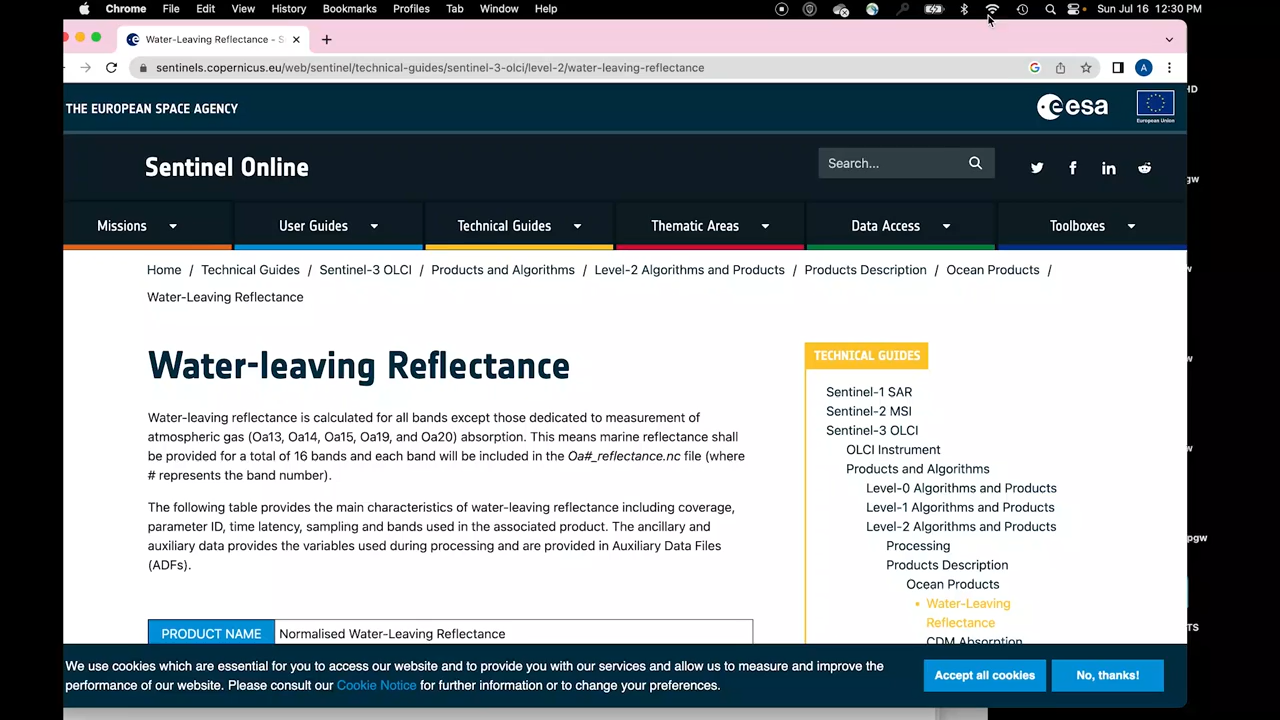 Chrome File Edit View History Bookmarks Profiles Tab Window Help Sun Jul 16 12:30 PM
Water-Leaving Reflectance - S
sentinels.copernicus.eu/web/sentinel/technical-guides/sentinel-3-olci/level-2/water-leaving-reflectance
A
THE EUROPEAN SPACE AGENCY
esa
European Union
Sentinel Online
Search...
Missions User Guides Technical Guides Thematic Areas Data Access Toolboxes
Home / Technical Guides / Sentinel-3 OLCI / Products and Algorithms / Level-2 Algorithms and Products / Products Description / Ocean Products /
Water-Leaving Reflectance
Water-leaving Reflectance
Water-leaving reflectance is calculated for all bands except those dedicated to measurement of
atmospheric gas (Oa13, Oa14, Oa15, Oa19, and Oa20) absorption. This means marine reflectance shall
be provided for a total of 16 bands and each band will be included in the Oa#_reflectance.nc file (where
# represents the band number).
The following table provides the main characteristics of water-leaving reflectance including coverage,
parameter ID, time latency, sampling and bands used in the associated product. The ancillary and
auxiliary data provides the variables used during processing and are provided in Auxiliary Data Files
(ADFs).
PRODUCT NAME Normalised Water-Leaving Reflectance
TECHNICAL GUIDES
Sentinel-1 SAR
Sentinel-2 MSI
Sentinel-3 OLCI
OLCI Instrument
Products and Algorithms
Level-0 Algorithms and Products
Level-1 Algorithms and Products
Level-2 Algorithms and Products
Processing
Products Description
Ocean Products
Water-Leaving
Reflectance
CDM Absorption
We use cookies which are essential for you to access our website and to provide you with our services and allow us to measure and improve the
performance of our website. Please consult our Cookie Notice for further information or to change your preferences.
Accept all cookies
No, thanks!